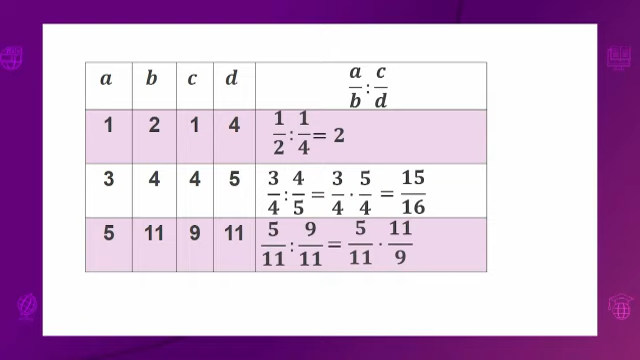 a b c d a/b : c/d
1 2 1 4 1/2 : 1/4 = 2
3 4 4 5 3/4 : 4/5 = 3/4 · 5/4 = 15/16
5 11 9 11 5/11 : 9/11 = 5/11 · 11/9